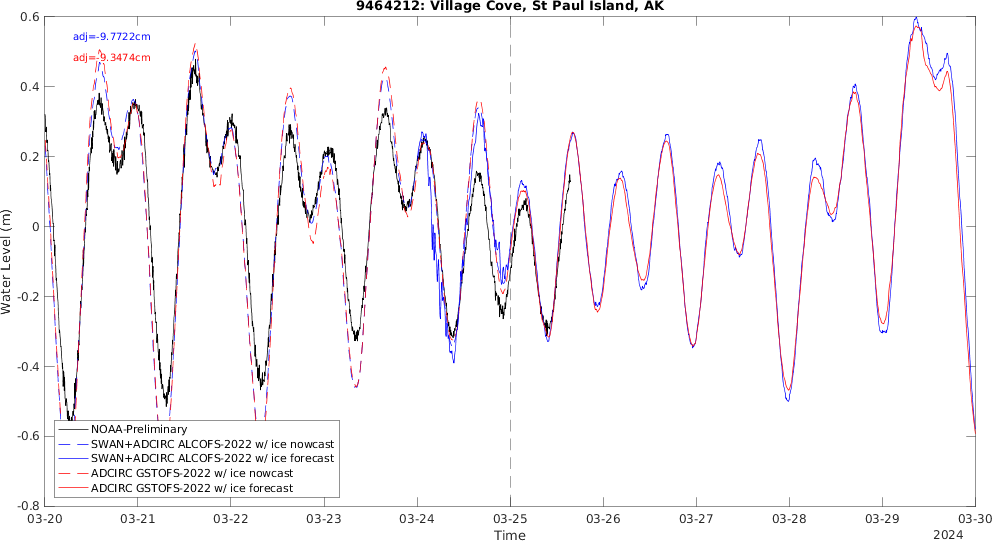 9464212: Village Cove, St Paul Island, AK
adj=-9.7722cm
adj=-9.3474cm
Water Level (m)
0.6
0.4
0.2
0
-0.2
-0.4
-0.6
-0.8
NOAA-Preliminary
SWAN+ADCIRC ALCOFS-2022 w/ ice nowcast
SWAN+ADCIRC ALCOFS-2022 w/ ice forecast
ADCIRC GSTOFS-2022 w/ ice nowcast
ADCIRC GSTOFS-2022 w/ ice forecast
03-20 03-21 03-22 03-23 03-24 03-25 03-26 03-27 03-28 03-29 03-30
Time
2024